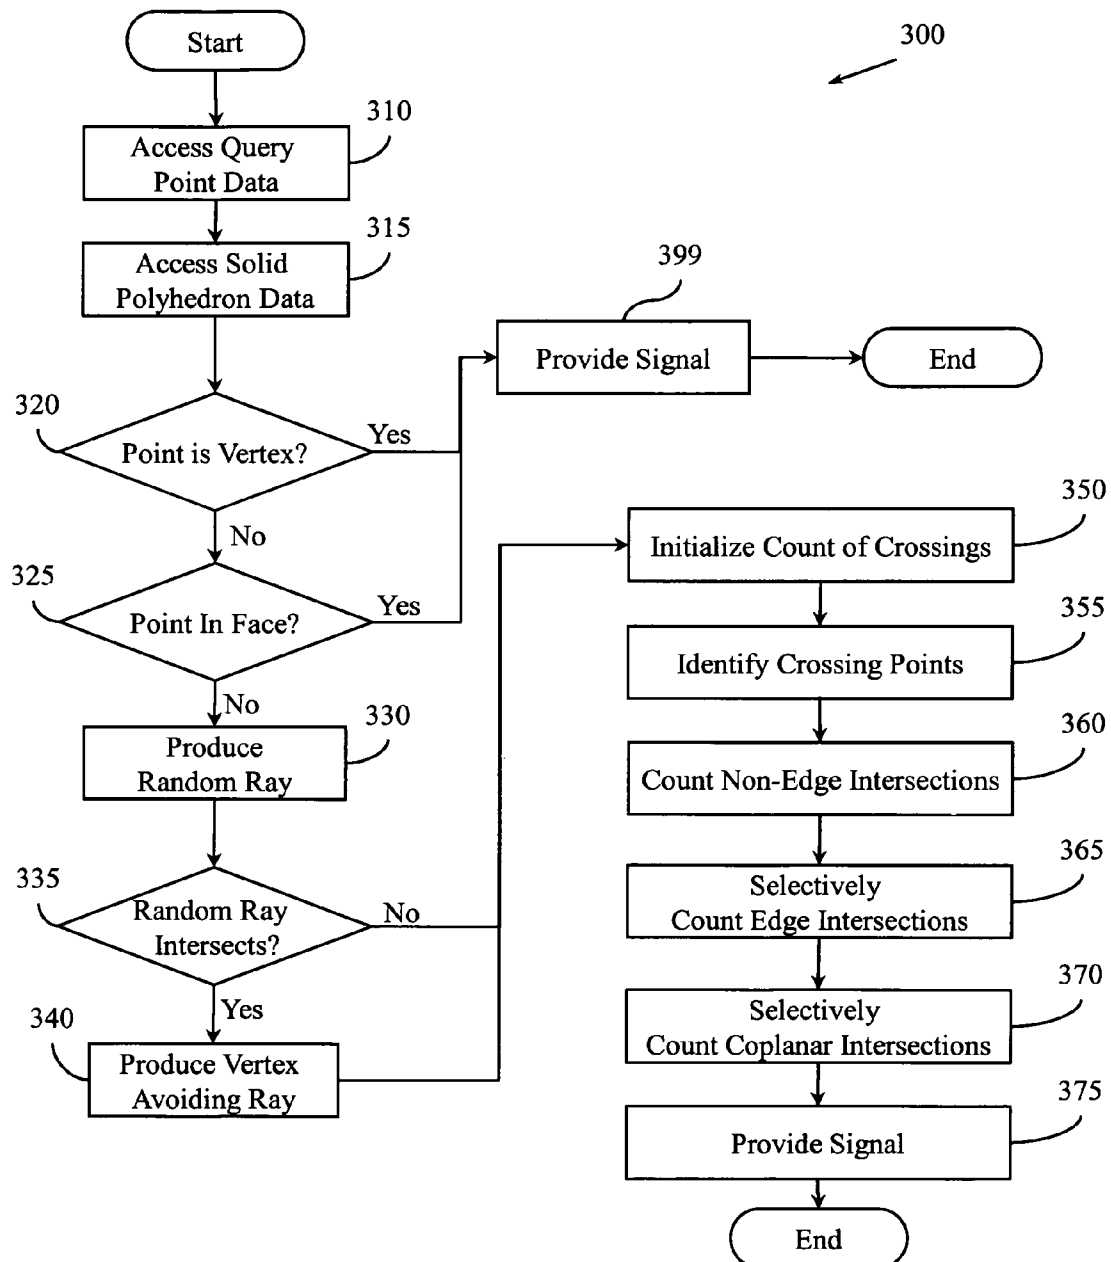 Start
300
310
Access Query
Point Data
315
Access Solid
Polyhedron Data
399
Provide Signal
End
320
Point is Vertex?
Yes
No
325
Point In Face?
Yes
No
330
Produce
Random Ray
335
Random Ray
Intersects?
No
Yes
340
Produce Vertex
Avoiding Ray
350
Initialize Count of Crossings
355
Identify Crossing Points
360
Count Non-Edge Intersections
365
Selectively
Count Edge Intersections
370
Selectively
Count Coplanar Intersections
375
Provide Signal
End